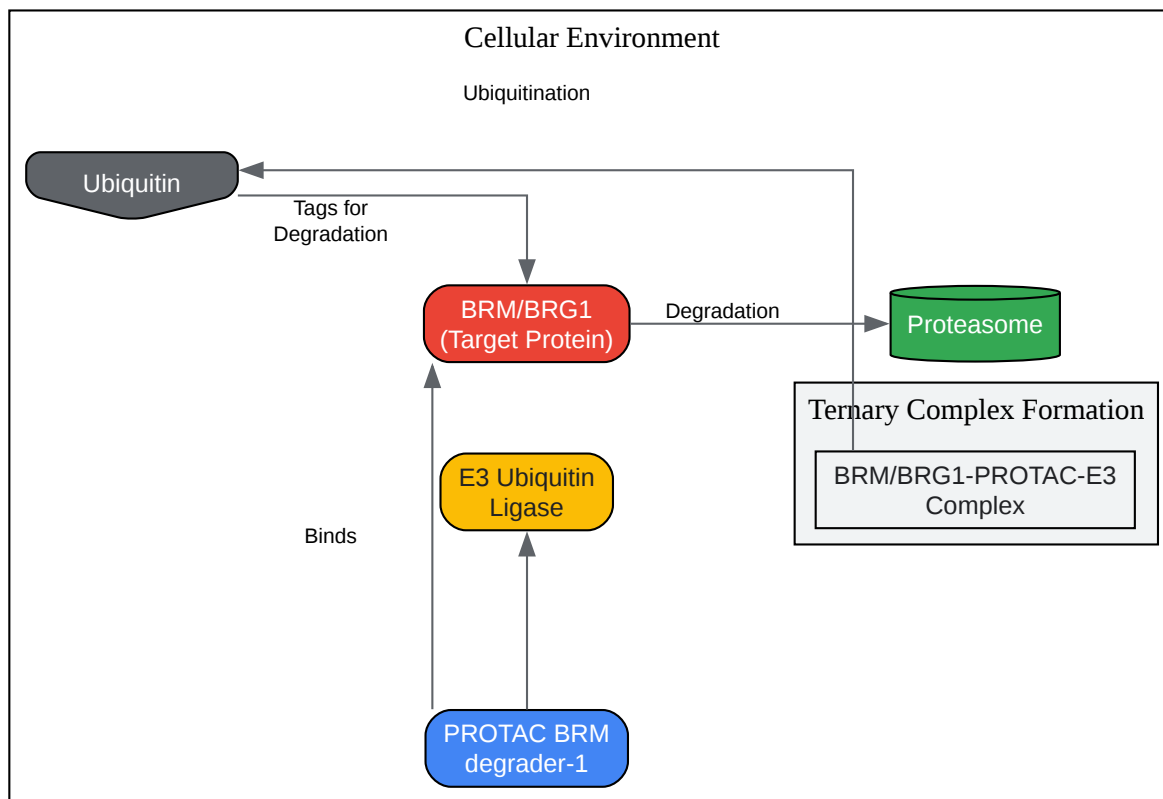 Cellular Environment
Ubiquitination
Ubiquitin
Tags for
Degradation
BRM/BRG1
(Target Protein)
Degradation
Proteasome
Ternary Complex Formation
BRM/BRG1-PROTAC-E3
Complex
E3 Ubiquitin
Ligase
Binds
PROTAC BRM
degrader-1